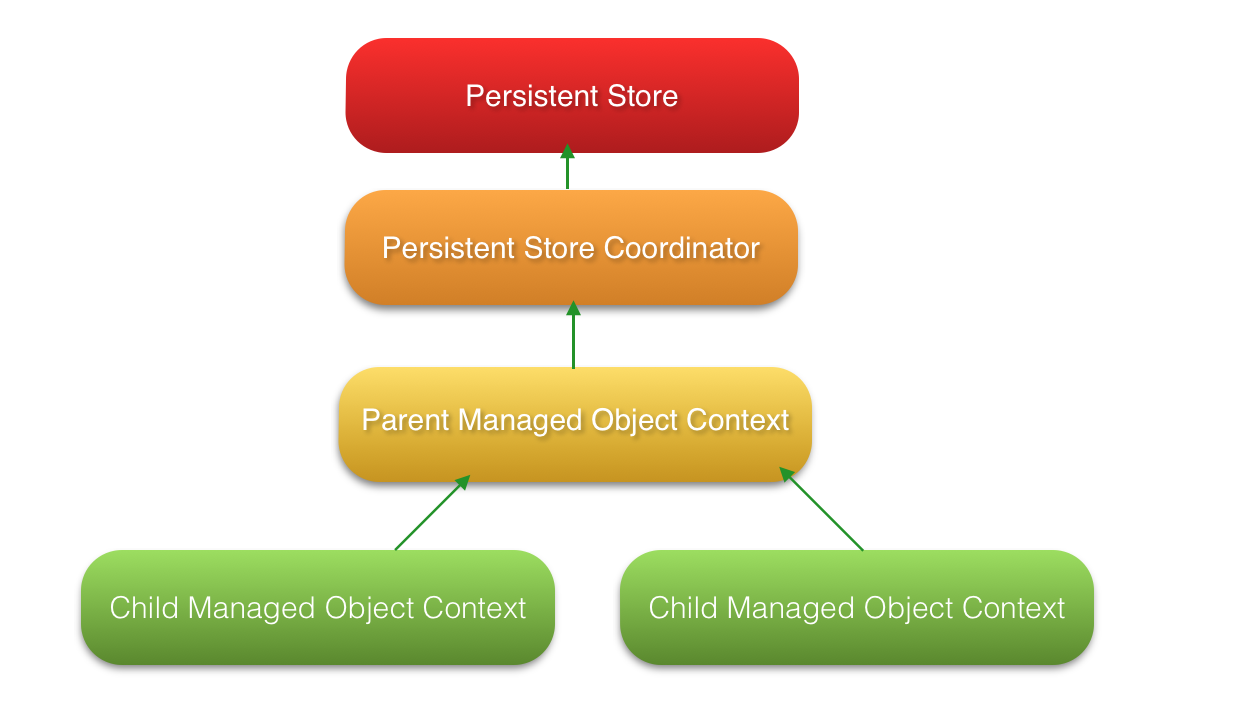 Persistent Store
Persistent Store Coordinator
Parent Managed Object Context
Child Managed Object Context
Child Managed Object Context